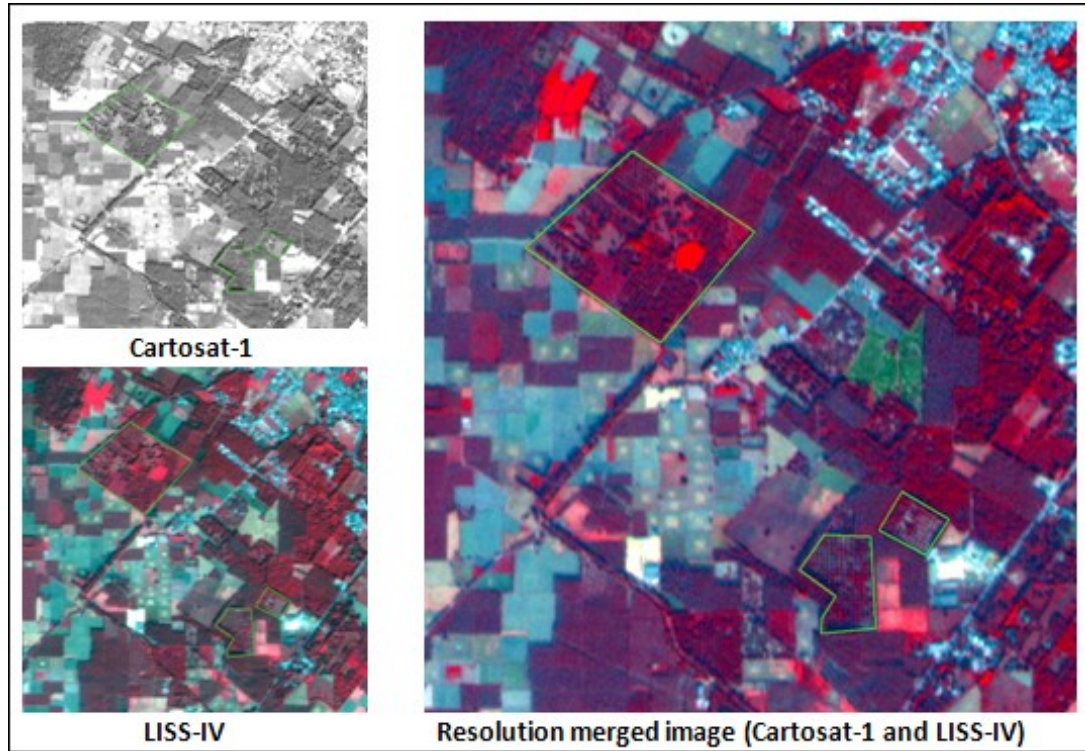 Cartosat-1
LISS-IV
Resolution merged image (Cartosat-1 and LISS-IV)